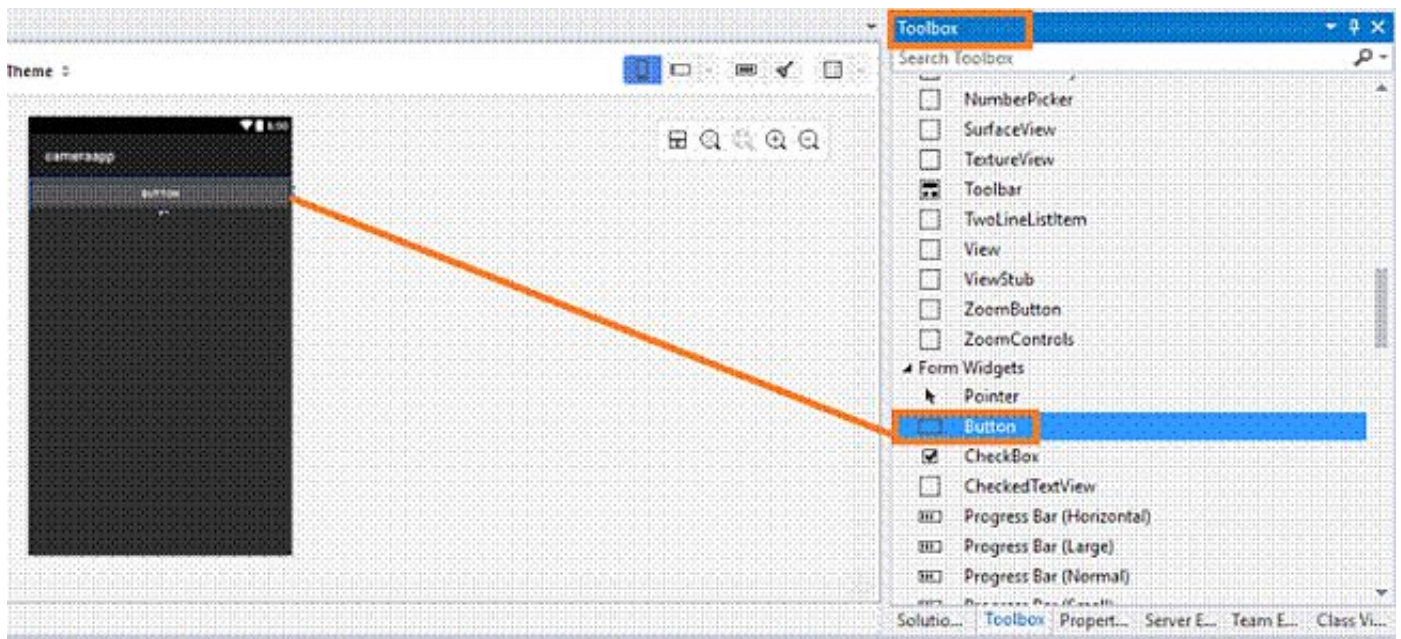 Toolbox
Search Toolbox
Theme
NumberPicker
SurfaceView
cameraapp
TextureView
Toolbar
BUTTON
TwoLineListItem
View
ViewStub
ZoomButton
ZoomControls
Form Widgets
Pointer
Button
CheckBox
CheckedTextView
Progress Bar (Horizontal)
Progress Bar (Large)
Progress Bar (Normal)
Solutio... Toolbox Propert... Server E... Team E... Class Vi...